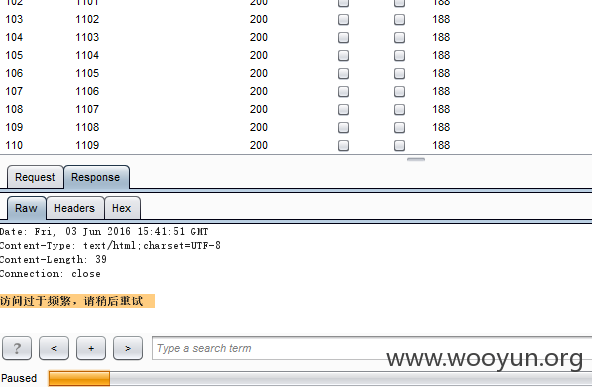 102 1101 200 188
103 1102 200 188
104 1103 200 188
105 1104 200 188
106 1105 200 188
107 1106 200 188
108 1107 200 188
109 1108 200 188
110 1109 200 188
Request Response
Raw Headers Hex
Date: Fri, 03 Jun 2016 15:41:51 GMT
Content-Type: text/html;charset=UTF-8
Content-Length: 39
Connection: close
访问过于频繁，请稍后重试
? < + > Type a search term
www.wooyun.org
Paused